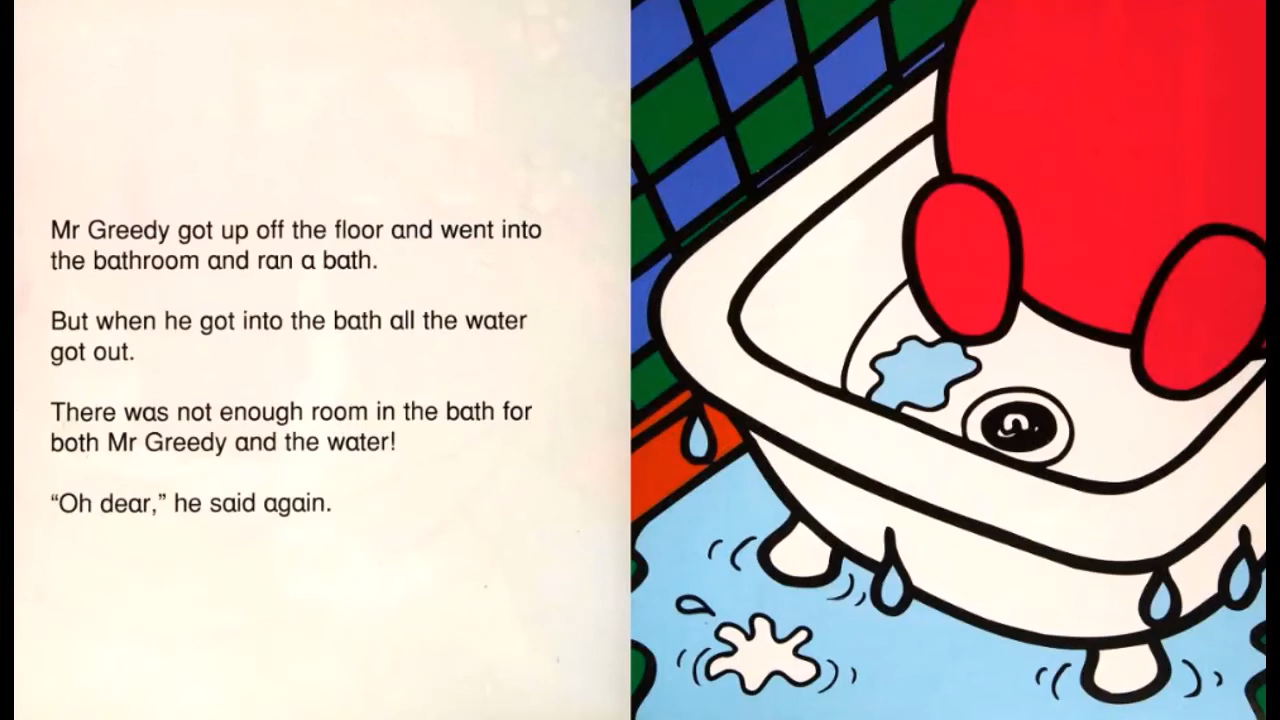 Mr Greedy got up off the floor and went into
the bathroom and ran a bath.
But when he got into the bath all the water
got out.
There was not enough room in the bath for
both Mr Greedy and the water!
“Oh dear,” he said again.